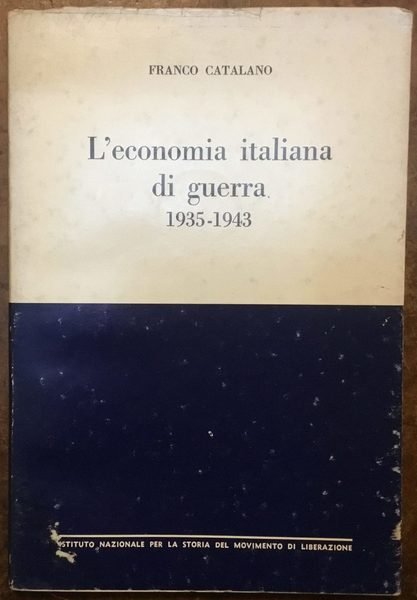 FRANCO CATALANO
L'economia italiana
di guerra
1935-1943
ISTITUTO NAZIONALE PER LA STORIA DEL MOVIMENTO DI LIBERAZIONE